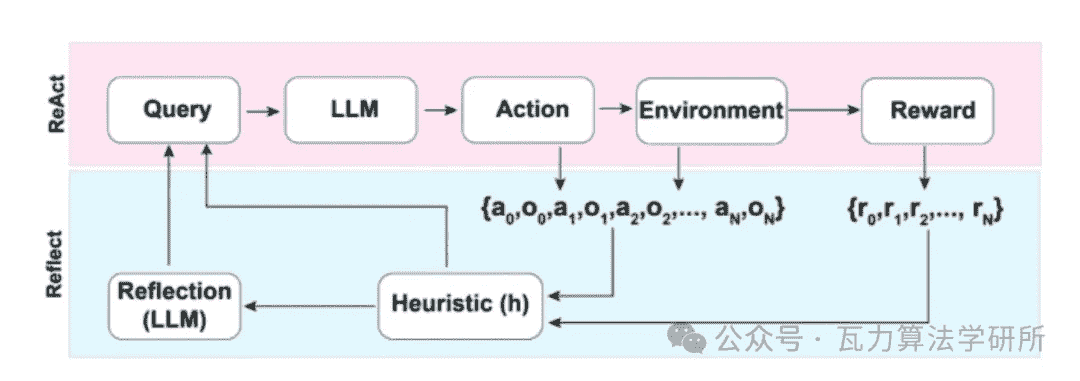 ReAct
Query
LLM
Action
Environment
Reward
Reflect
{a0,o0,a1,o1,a2,o2,..., aN,oN}
{r0,r1,r2,..., rN}
Reflection
(LLM)
Heuristic (h)
公众号 · 瓦力算法学研所